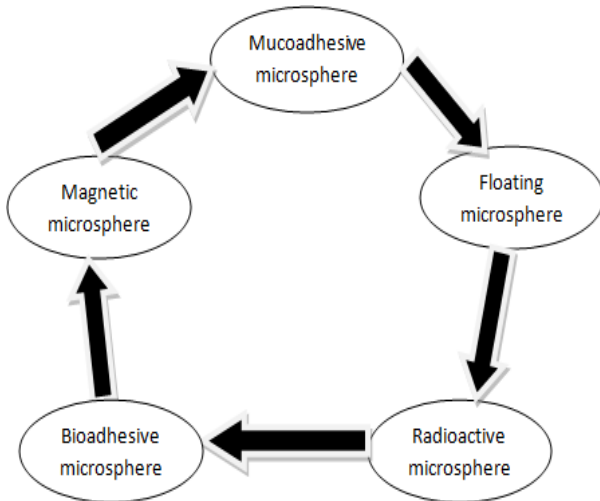 Mucoadhesive
microsphere
Floating
microsphere
Radioactive
microsphere
Bioadhesive
microsphere
Magnetic
microsphere